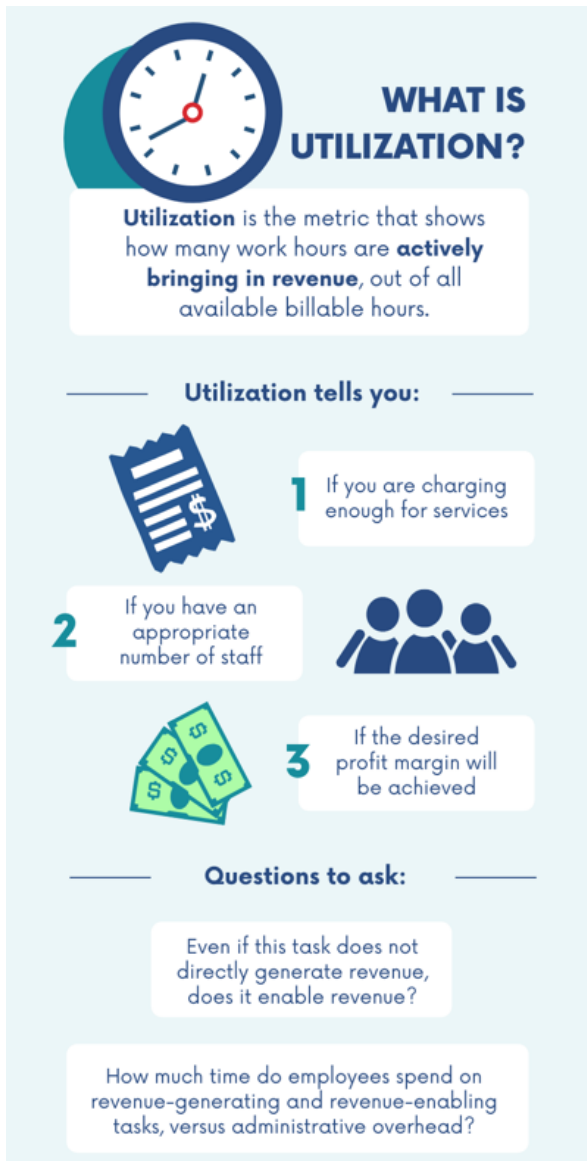 WHAT IS
UTILIZATION?
Utilization is the metric that shows
how many work hours are actively
bringing in revenue, out of all
available billable hours.
Utilization tells you:
1
If you are charging
enough for services
$
2
If you have an
appropriate
number of staff
$
$
$
$
3
If the desired
profit margin will
be achieved
Questions to ask:
Even if this task does not
directly generate revenue,
does it enable revenue?
How much time do employees spend on
revenue-generating and revenue-enabling
tasks, versus administrative overhead?